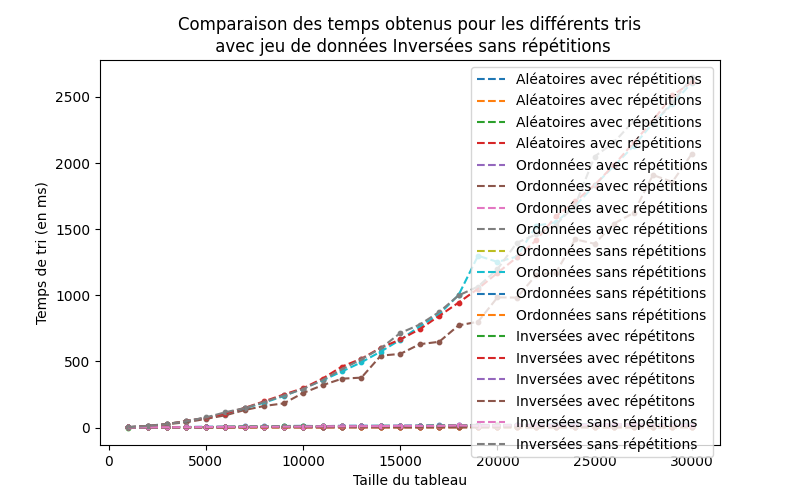 Comparaison des temps obtenus pour les différents tris
avec jeu de données Inversées sans répétitions
Temps de tri (en ms)
2500
2000
1500
1000
500
0
Aléatoires avec répétitions
Aléatoires avec répétitions
Aléatoires avec répétitions
Aléatoires avec répétitions
Ordonnées avec répétitions
Ordonnées avec répétitions
Ordonnées avec répétitions
Ordonnées avec répétitions
Ordonnées sans répétitions
Ordonnées sans répétitions
Ordonnées sans répétitions
Ordonnées sans répétitions
Inversées avec répétitons
Inversées avec répétitons
Inversées avec répétitons
Inversées avec répétitons
Inversées sans répétitions
Inversées sans répétitions
0 5000 10000 15000 20000 25000 30000
Taille du tableau